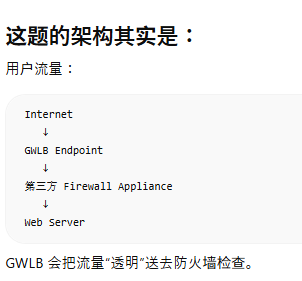 这题的架构其实是：
用户流量：
Internet
↓
GWLB Endpoint
↓
第三方 Firewall Appliance
↓
Web Server
GWLB 会把流量“透明”送去防火墙检查。